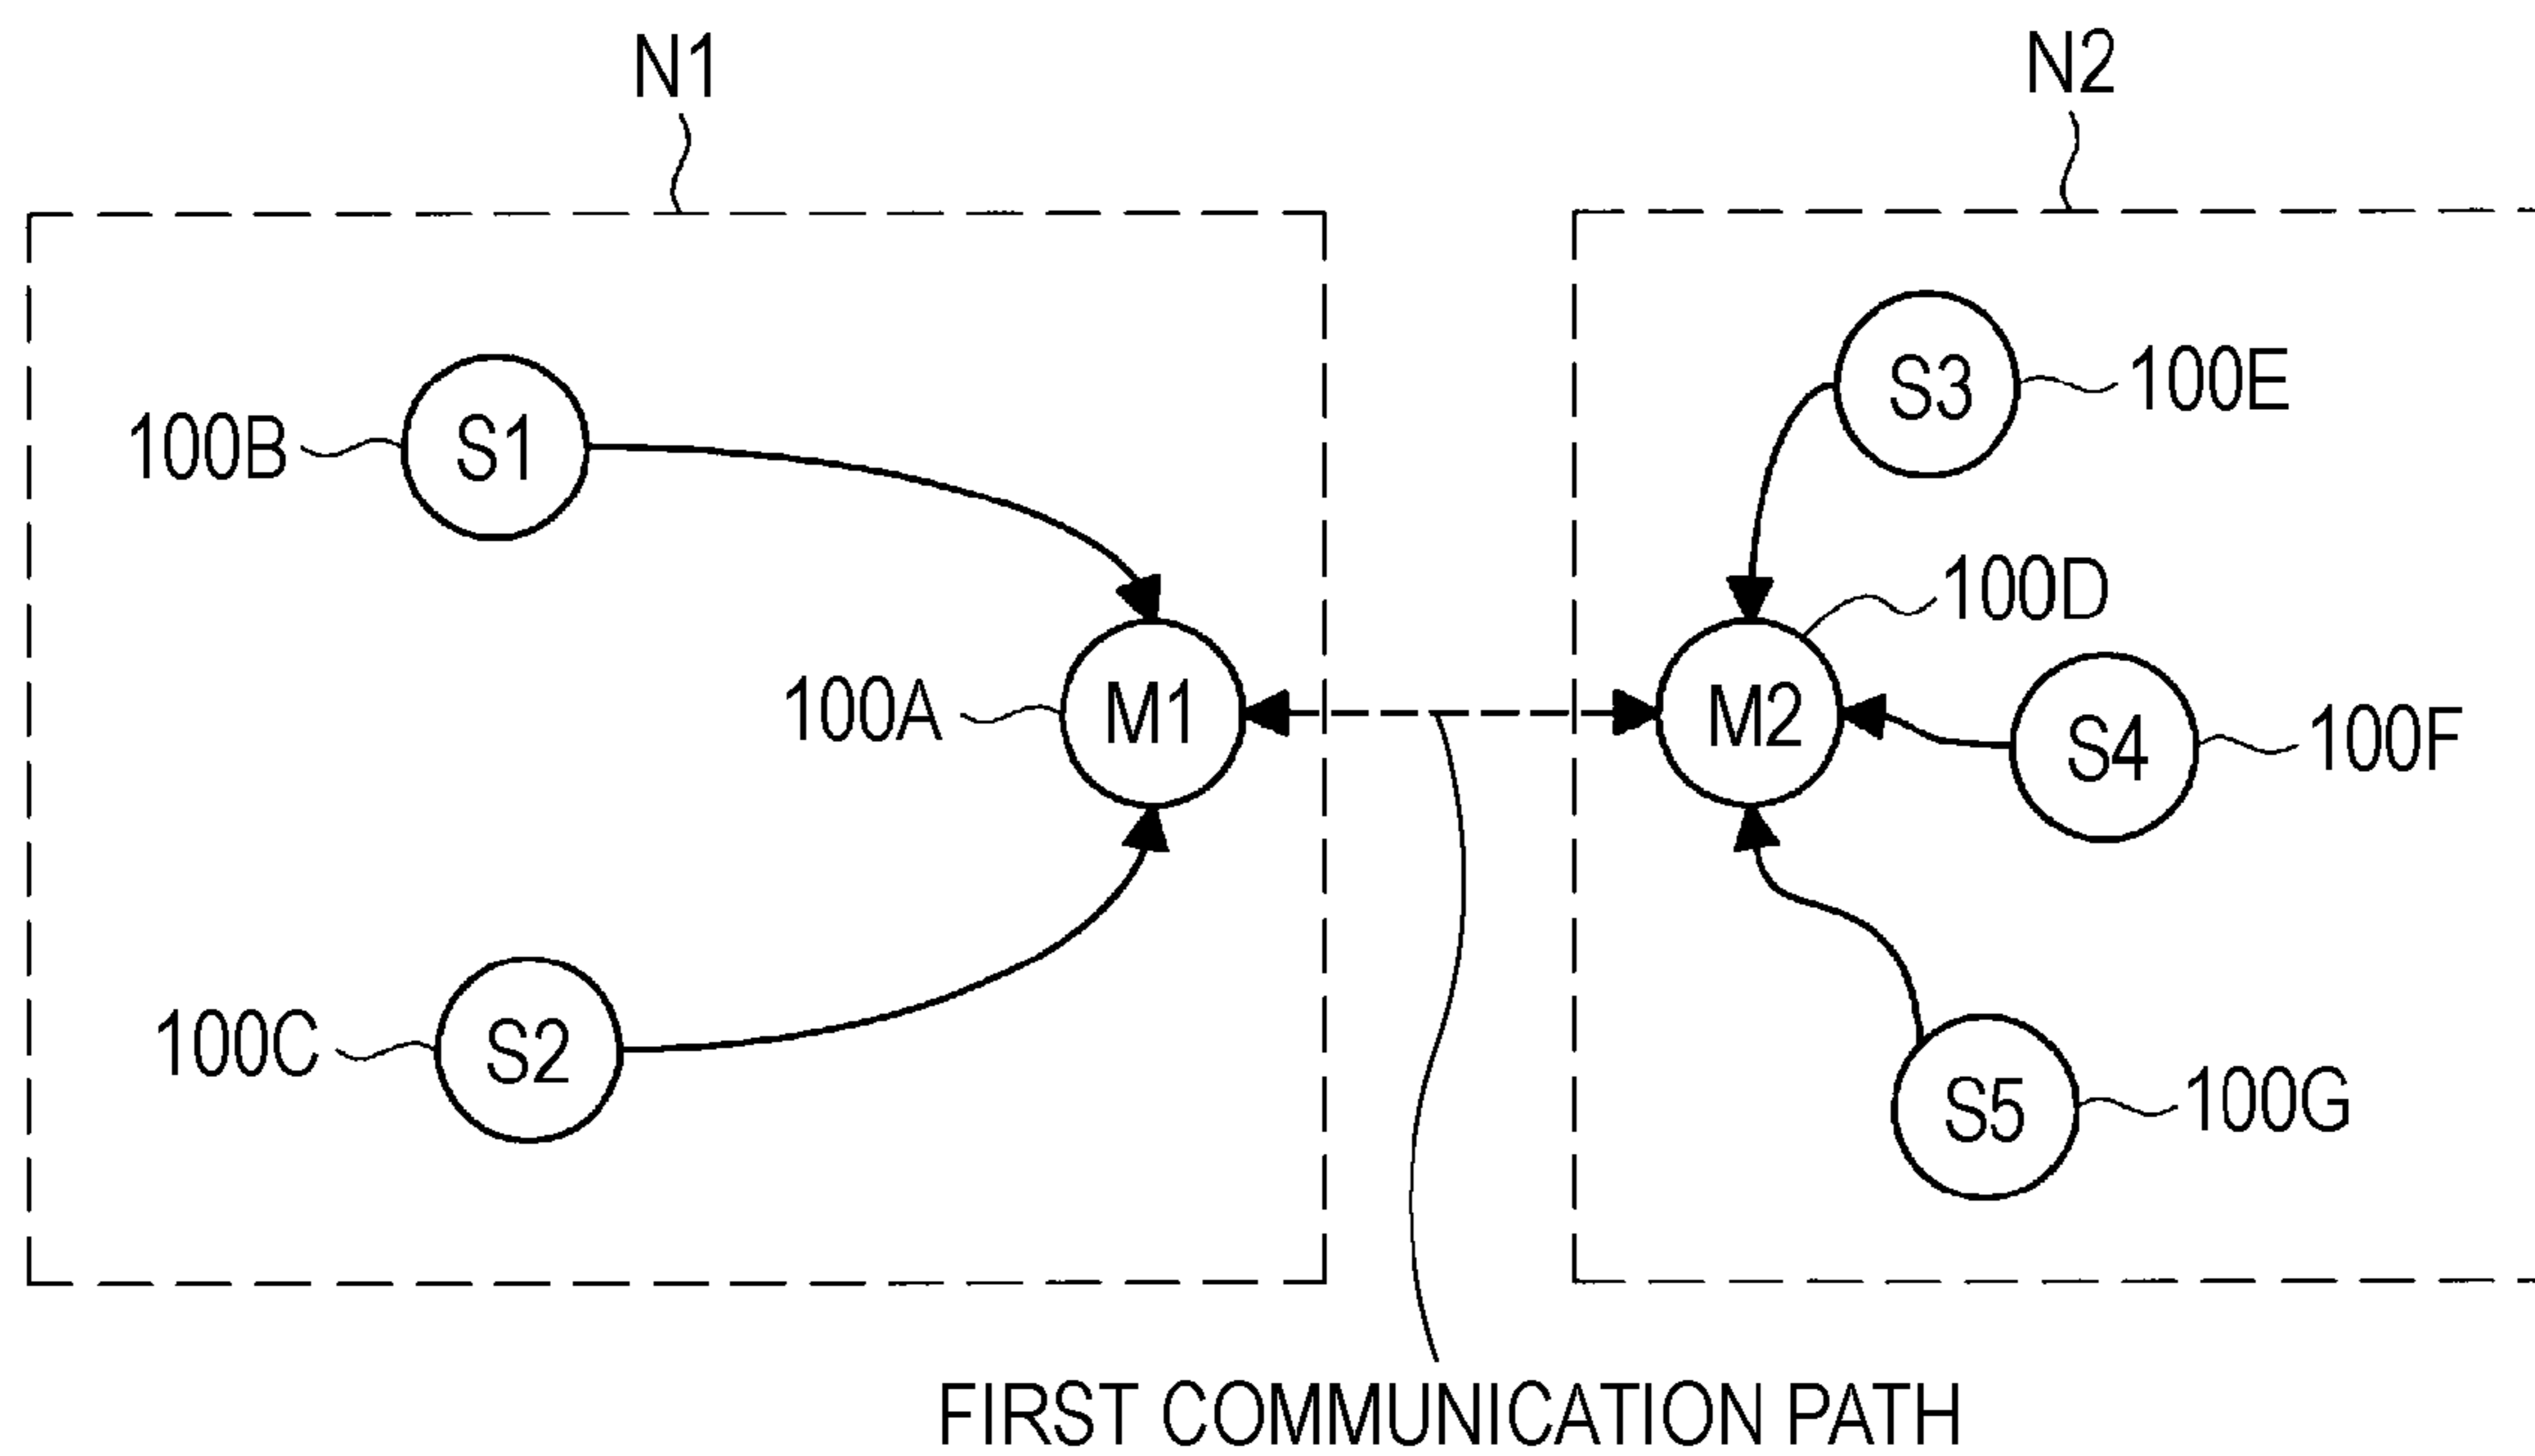 N1
N2
S1
100B
S3
100E
100D
100A
M1
M2
S4
100F
100C
S2
S5
100G
FIRST COMMUNICATION PATH